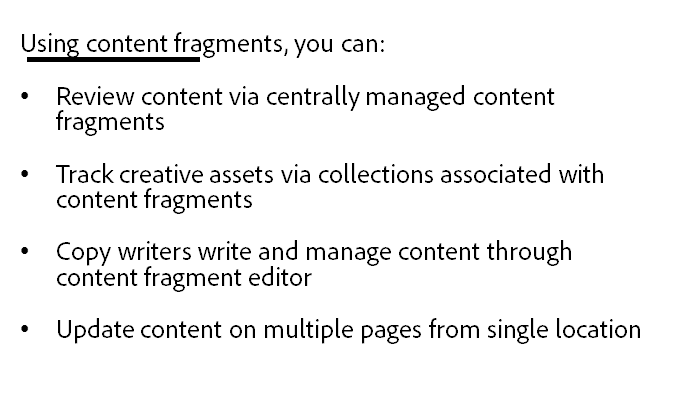 Using content fragments, you can:
• Review content via centrally managed content
fragments
• Track creative assets via collections associated with
content fragments
• Copy writers write and manage content through
content fragment editor
• Update content on multiple pages from single location